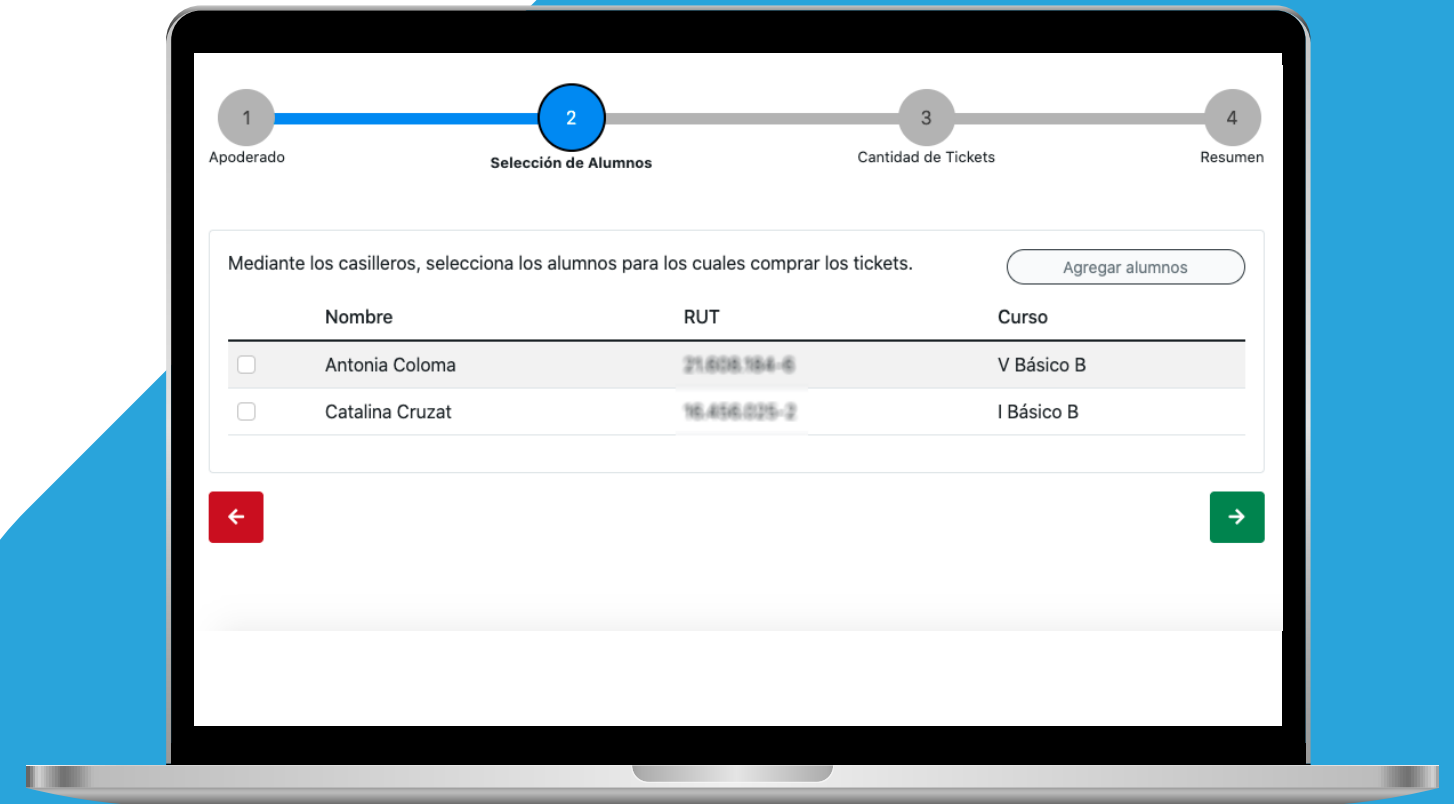 1 2 3 4
Apoderado Selección de Alumnos Cantidad de Tickets Resumen
Mediante los casilleros, selecciona los alumnos para los cuales comprar los tickets. Agregar alumnos
Nombre RUT Curso
Antonia Coloma V Básico B
Catalina Cruzat I Básico B